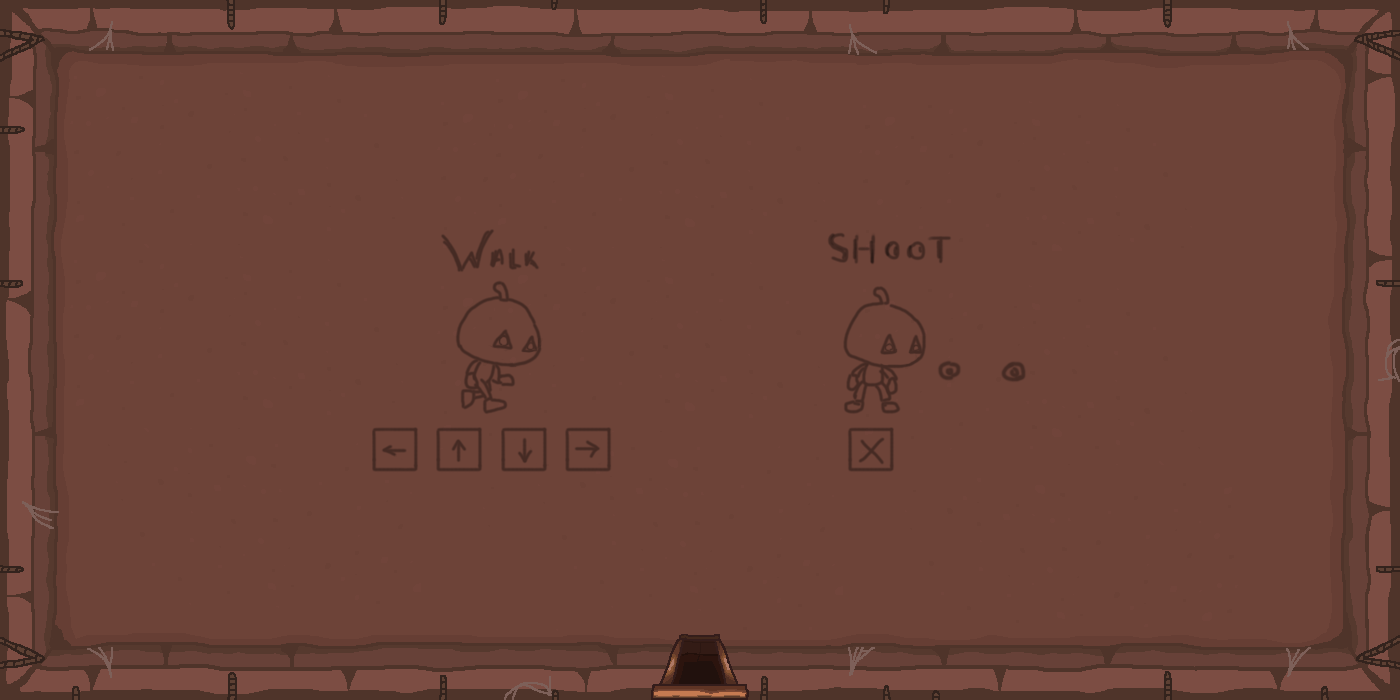 WALK
SHOOT
← ↑ ↓ →
X